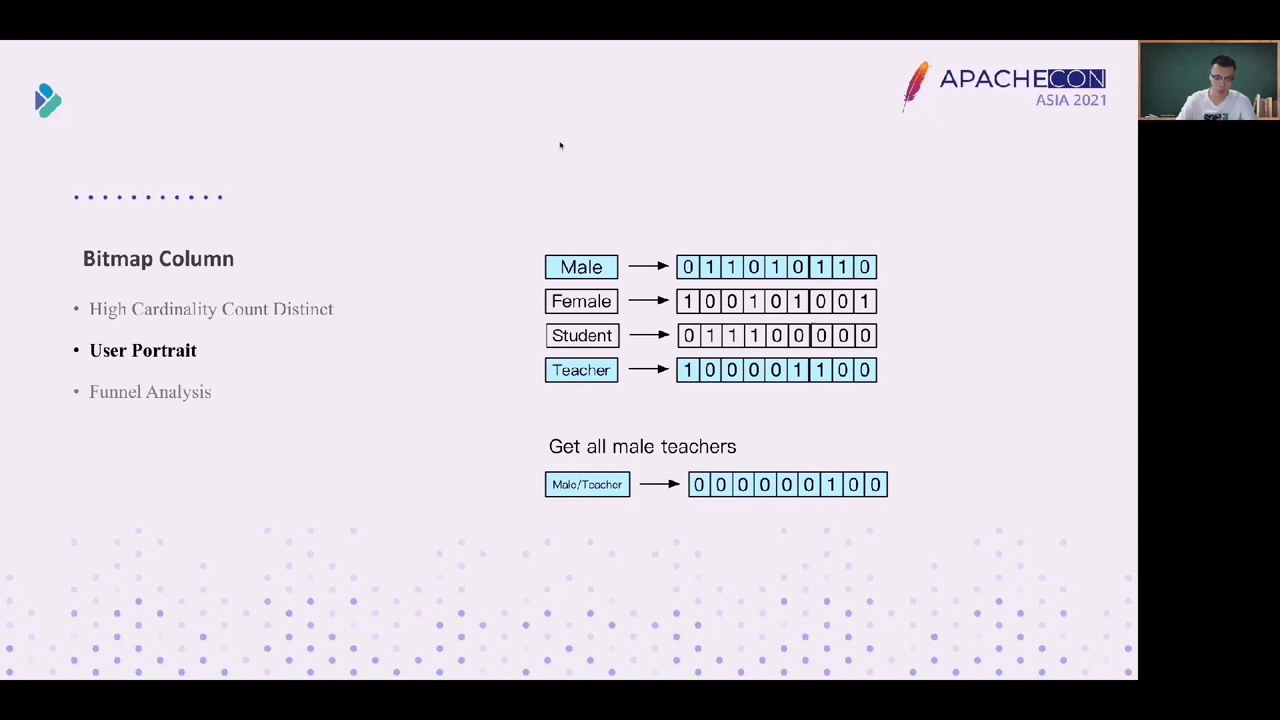 APACHECON
ASIA 2021
Bitmap Column
• High Cardinality Count Distinct
• User Portrait
• Funnel Analysis
Male 0 1 1 0 1 0 1 1 0
Female 1 0 0 1 0 1 0 0 1
Student 0 1 1 1 0 0 0 0 0
Teacher 1 0 0 0 0 1 1 0 0
Get all male teachers
Male/Teacher 0 0 0 0 0 0 1 0 0